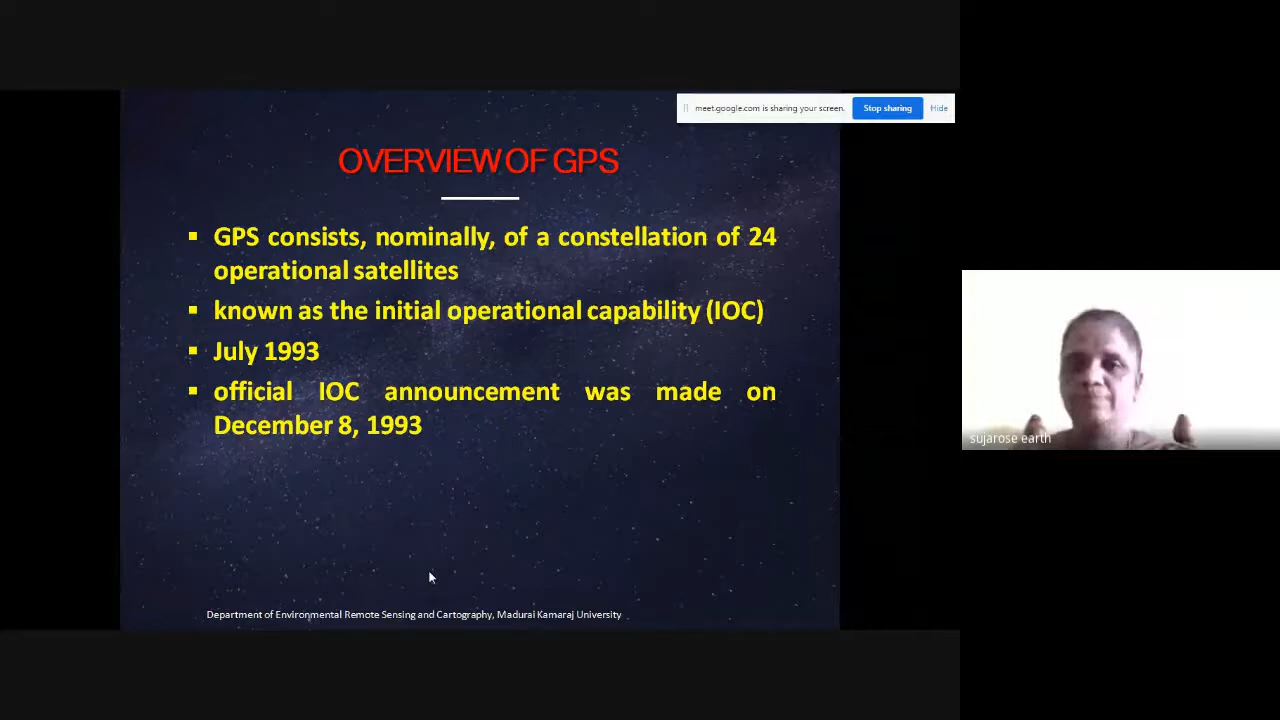 meet.google.com is sharing your screen.
Stop sharing
Hide
OVERVIEW OF GPS
▪ GPS consists, nominally, of a constellation of 24
operational satellites
▪ known as the initial operational capability (IOC)
▪ July 1993
▪ official IOC announcement was made on
December 8, 1993
sujarose earth
Department of Environmental Remote Sensing and Cartography, Madurai Kamaraj University